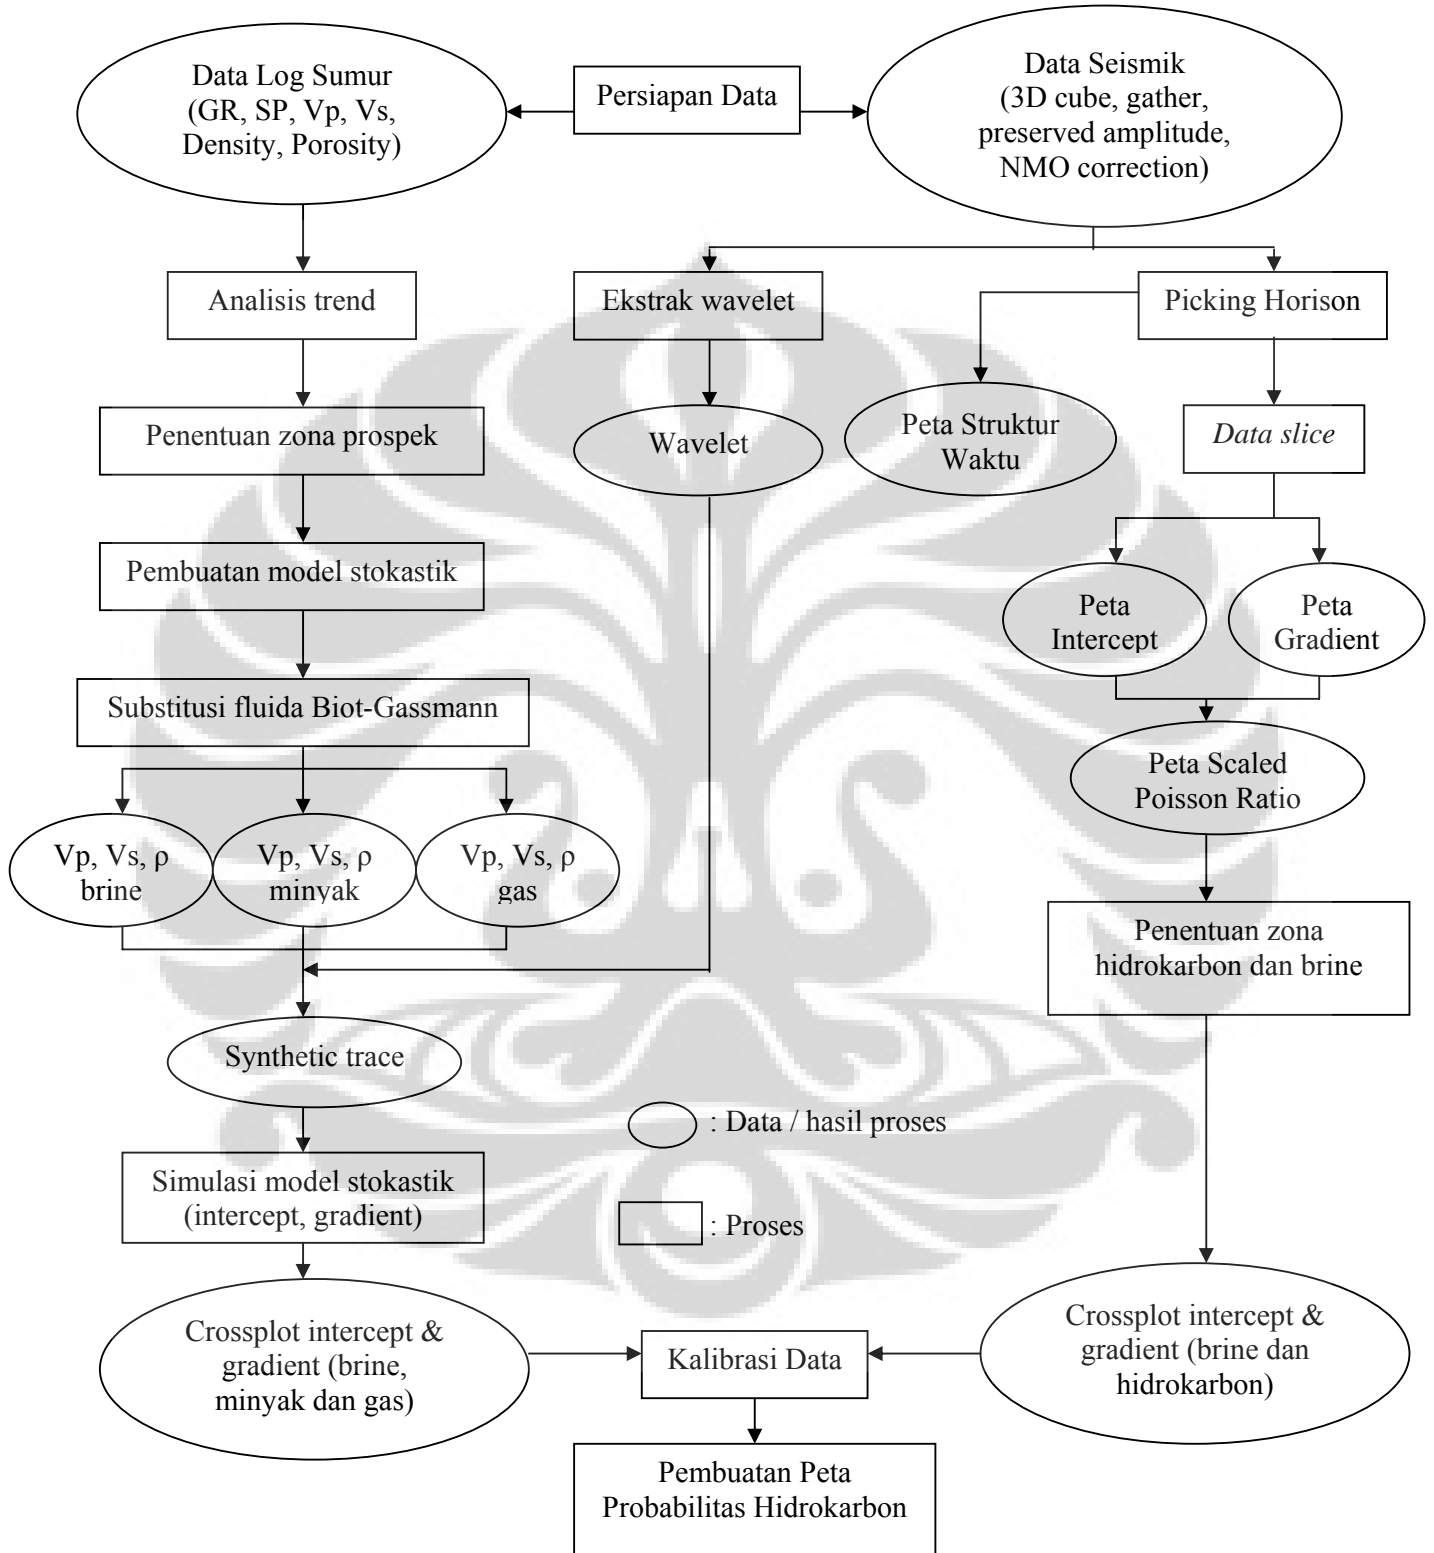 Data Log Sumur
(GR, SP, Vp, Vs,
Density, Porosity)
Persiapan Data
Data Seismik
(3D cube, gather,
preserved amplitude,
NMO correction)
Analisis trend
Ekstrak wavelet
Picking Horison
Penentuan zona prospek
Wavelet
Peta Struktur
Waktu
Data slice
Pembuatan model stokastik
Peta
Intercept
Peta
Gradient
Substitusi fluida Biot-Gassmann
Peta Scaled
Poisson Ratio
Vp, Vs, ρ
brine
Vp, Vs, ρ
minyak
Vp, Vs, ρ
gas
Penentuan zona
hidrokarbon dan brine
Synthetic trace
: Data / hasil proses
Simulasi model stokastik
(intercept, gradient)
: Proses
Crossplot intercept &
gradient (brine,
minyak dan gas)
Kalibrasi Data
Crossplot intercept &
gradient (brine dan
hidrokarbon)
Pembuatan Peta
Probabilitas Hidrokarbon